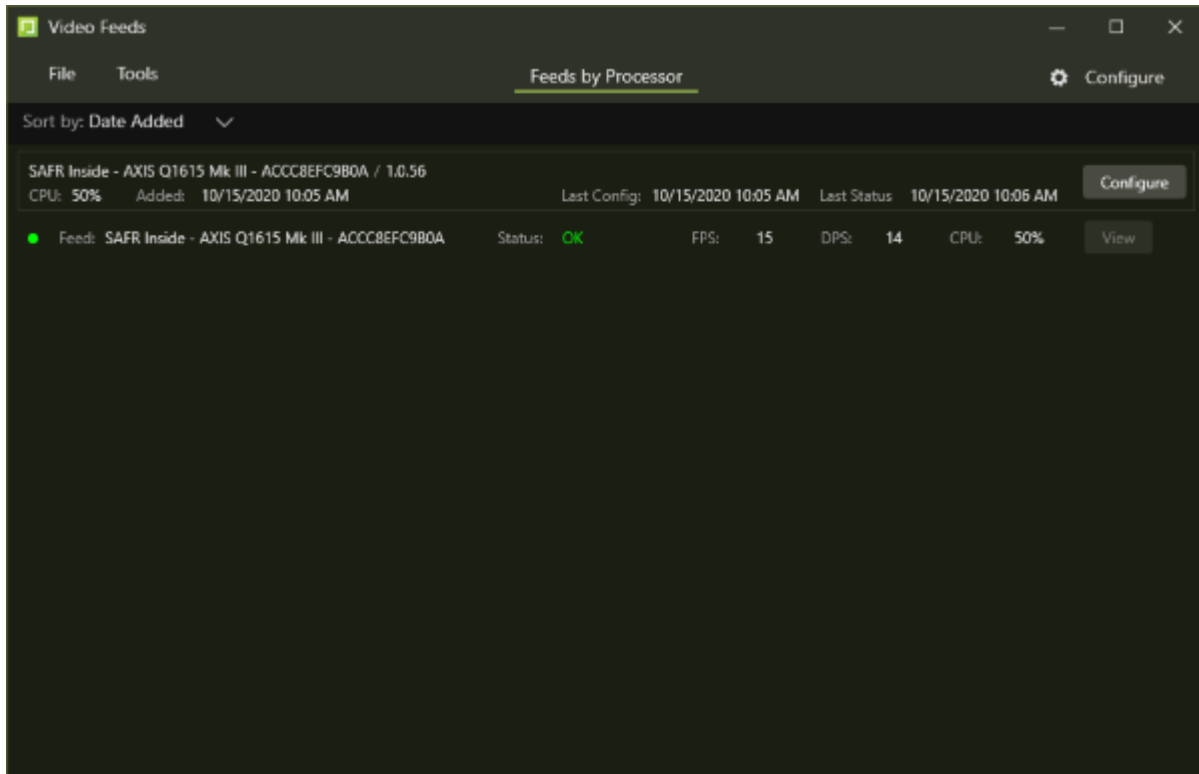 Video Feeds
File Tools Feeds by Processor Configure
Sort by: Date Added
SAFR Inside - AXIS Q1615 Mk III - ACCC8EFC9B0A / 1.0.56
CPU: 50% Added: 10/15/2020 10:05 AM Last Config: 10/15/2020 10:05 AM Last Status 10/15/2020 10:06 AM Configure
Feed: SAFR Inside - AXIS Q1615 Mk III - ACCC8EFC9B0A Status: OK FPS: 15 DPS: 14 CPU: 50% View